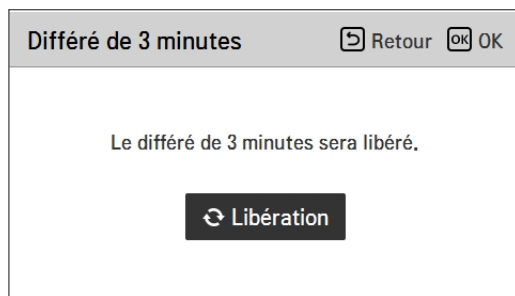 Différé de 3 minutes Retour OK OK
Le différé de 3 minutes sera libéré.
Libération